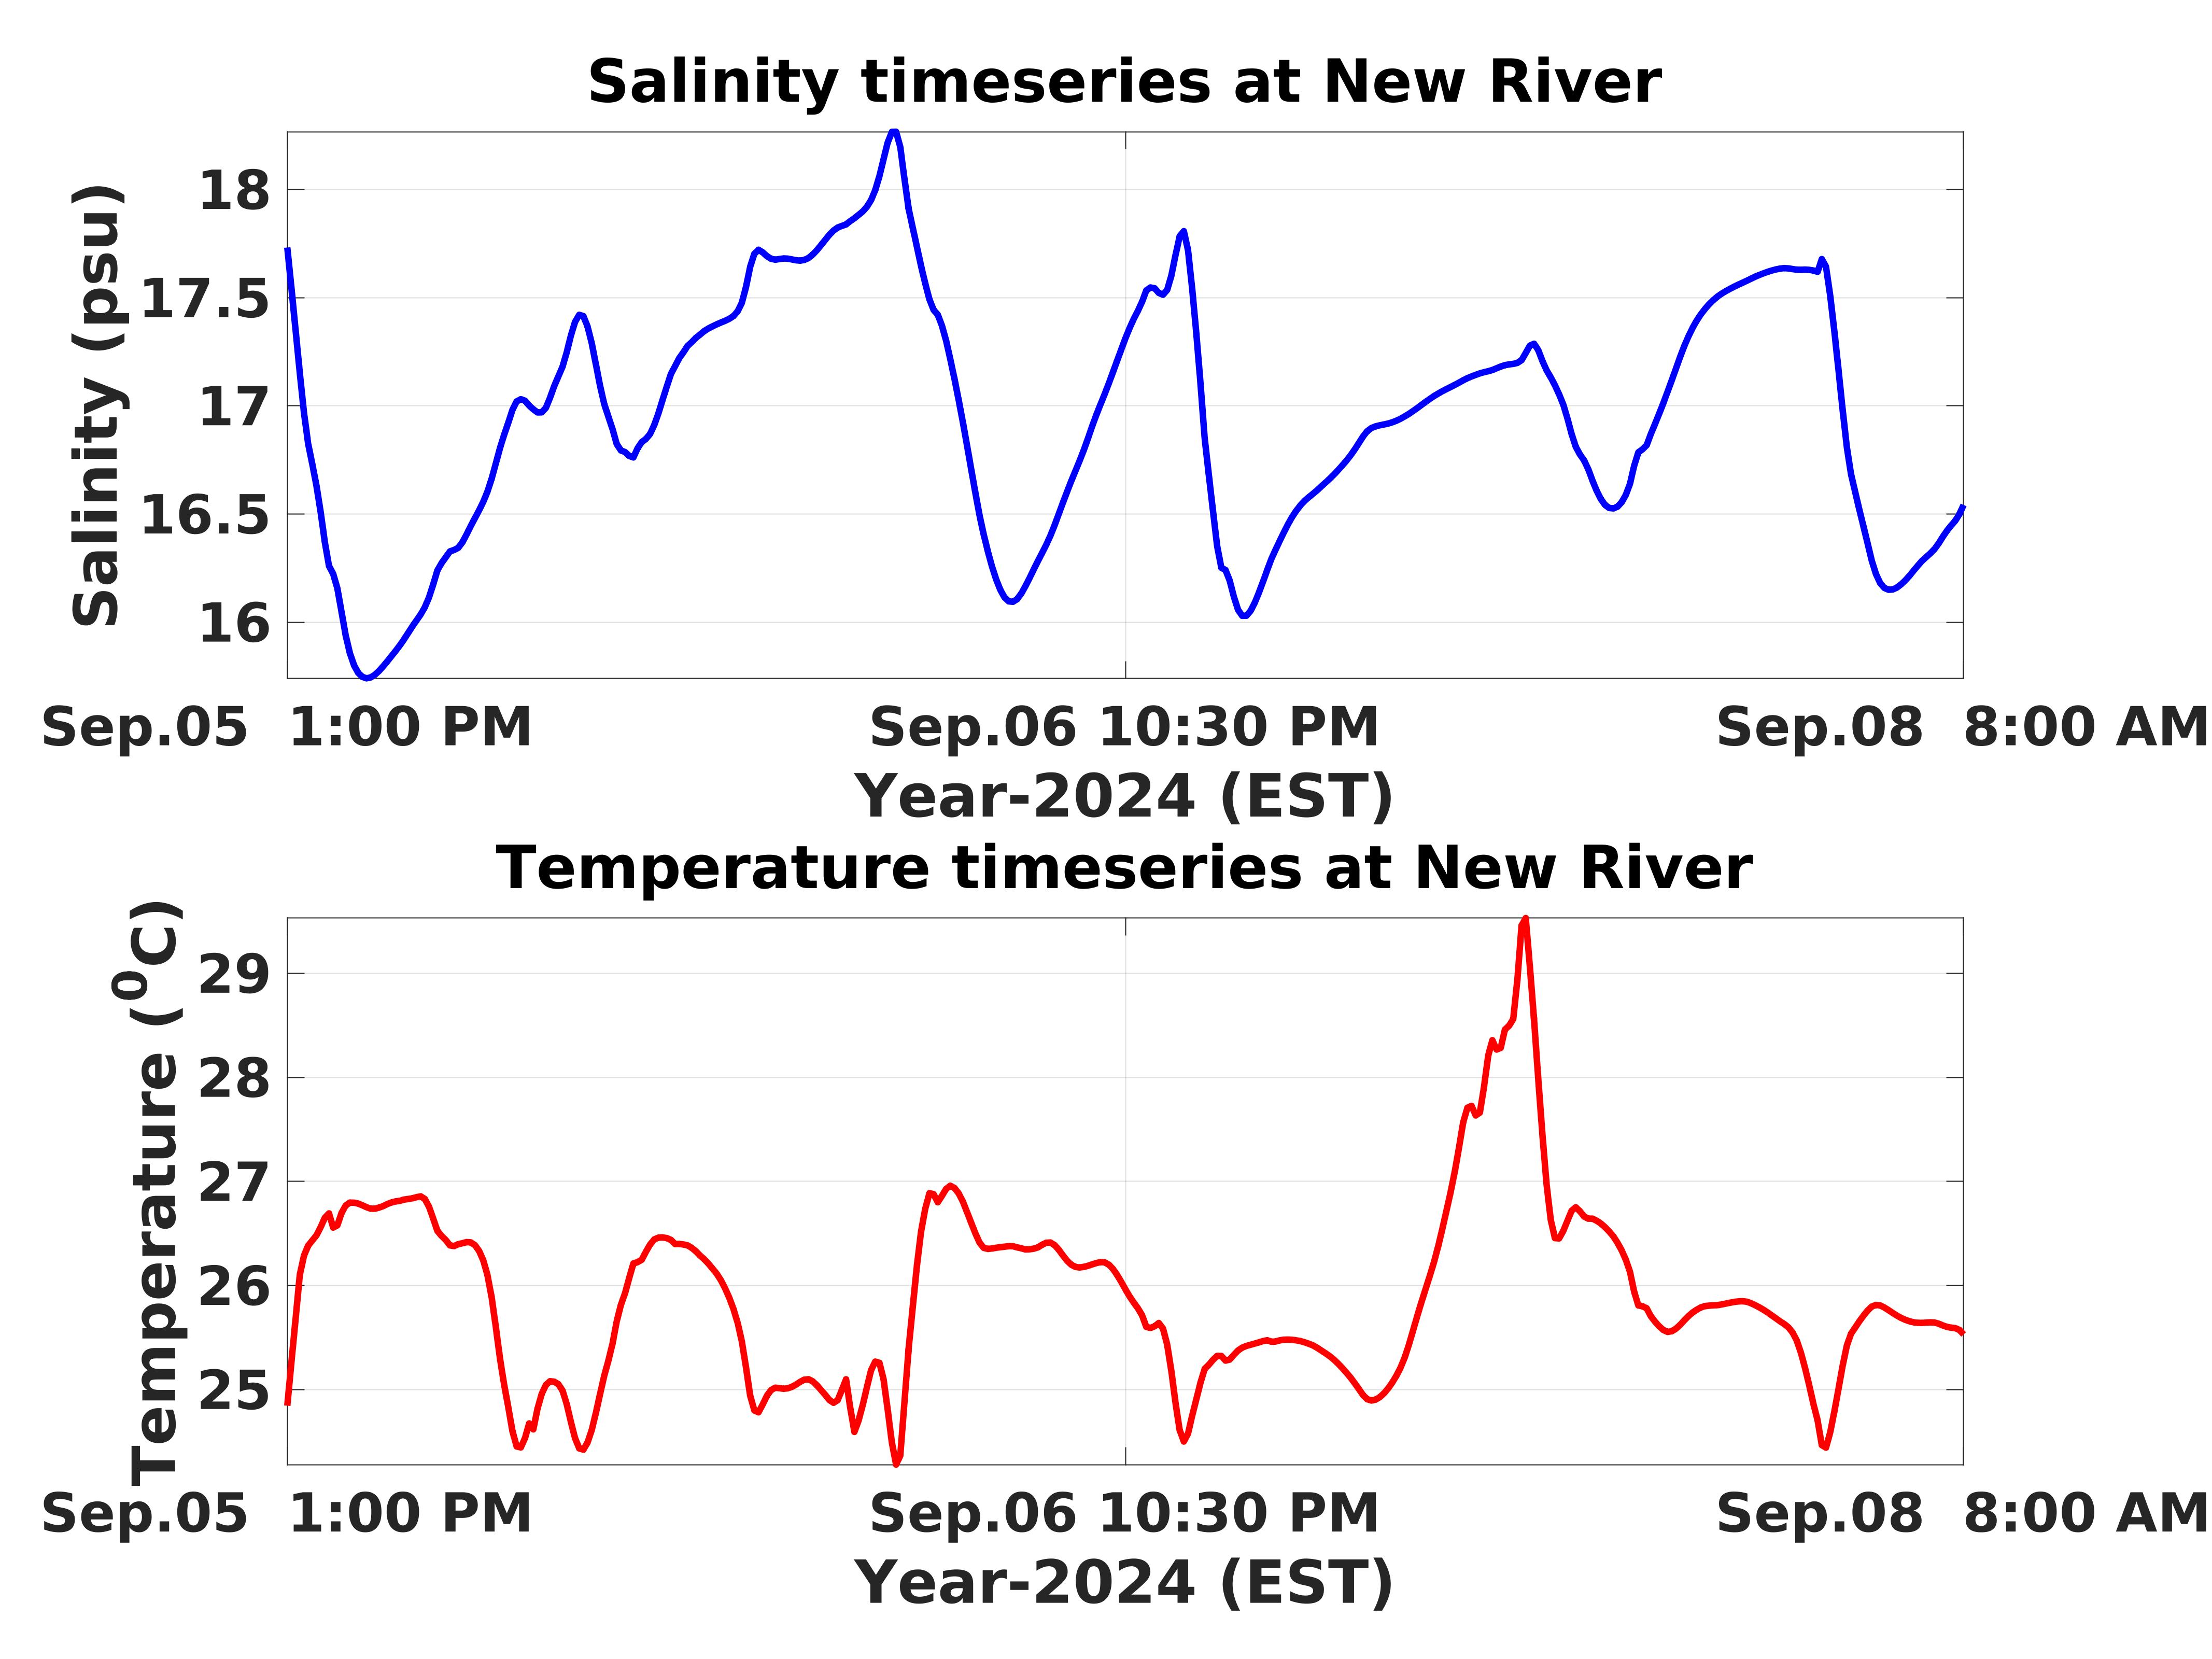 Salinity timeseries at New River
Salinity (psu)
18
17.5
17
16.5
16
Sep.05 1:00 PM Sep.06 10:30 PM Sep.08 8:00 AM
Year-2024 (EST)
Temperature timeseries at New River
Temperature (⁰C)
29
28
27
26
25
Sep.05 1:00 PM Sep.06 10:30 PM Sep.08 8:00 AM
Year-2024 (EST)